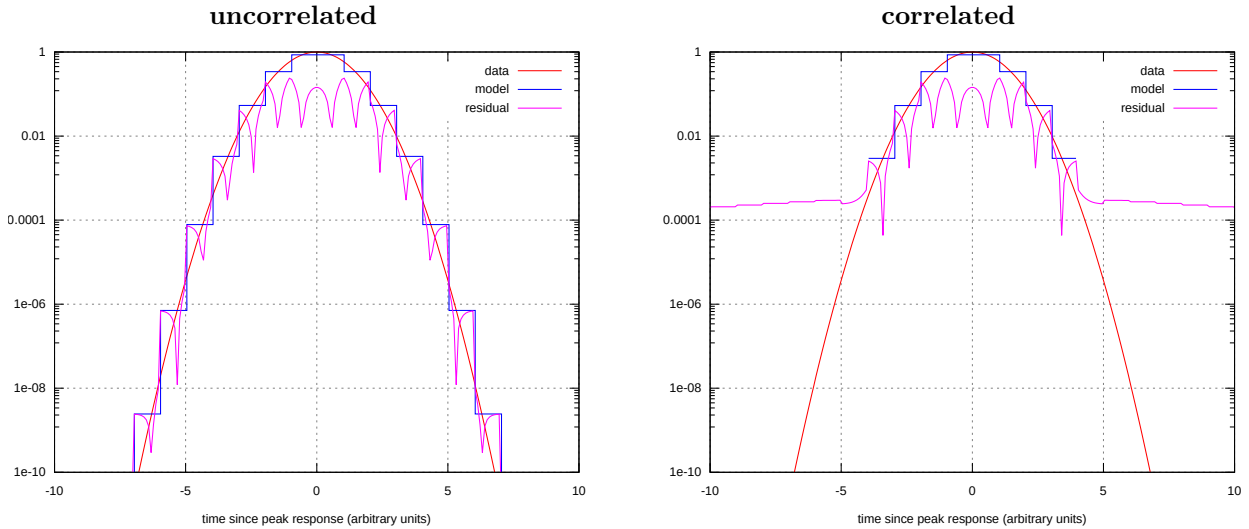 uncorrelated
1
0.01
0.0001
1e-06
1e-08
1e-10
-10
-5
0
5
10
data
model
residual
time since peak response (arbitrary units)
correlated
1
0.01
0.0001
1e-06
1e-08
1e-10
-10
-5
0
5
10
data
model
residual
time since peak response (arbitrary units)